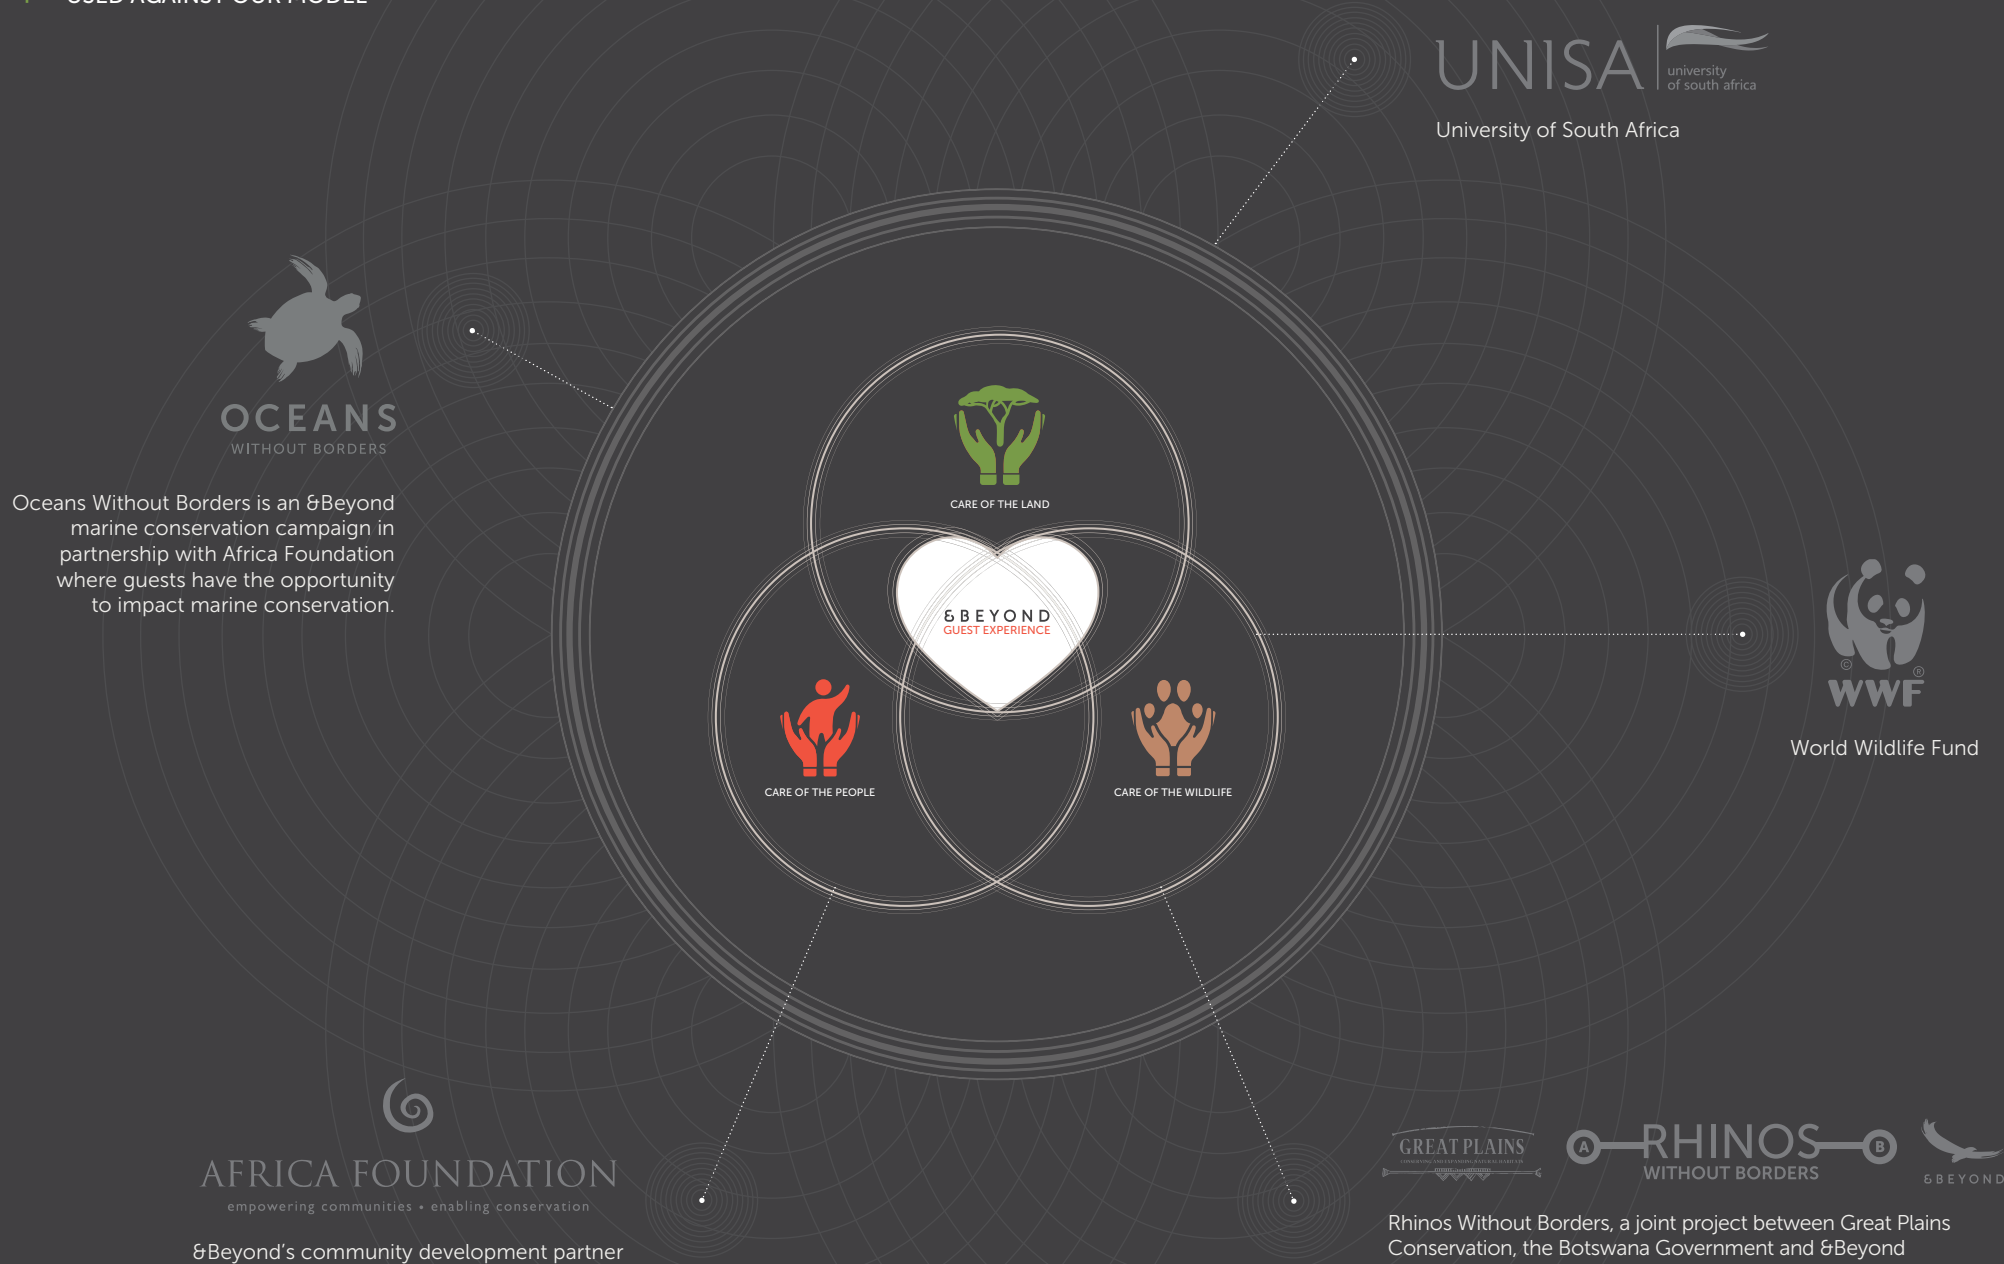 USED AGAINST OUR MODEL
UNISA
university
of south africa
University of South Africa
OCEANS
WITHOUT BORDERS
Oceans Without Borders is an &Beyond
marine conservation campaign in
partnership with Africa Foundation
where guests have the opportunity
to impact marine conservation.
CARE OF THE LAND
&BEYOND
GUEST EXPERIENCE
CARE OF THE PEOPLE
CARE OF THE WILDLIFE
© ®
WWF
World Wildlife Fund
AFRICA FOUNDATION
empowering communities • enabling conservation
&Beyond's community development partner
GREAT PLAINS
A RHINOS B
WITHOUT BORDERS
&BEYOND
Rhinos Without Borders, a joint project between Great Plains
Conservation, the Botswana Government and &Beyond